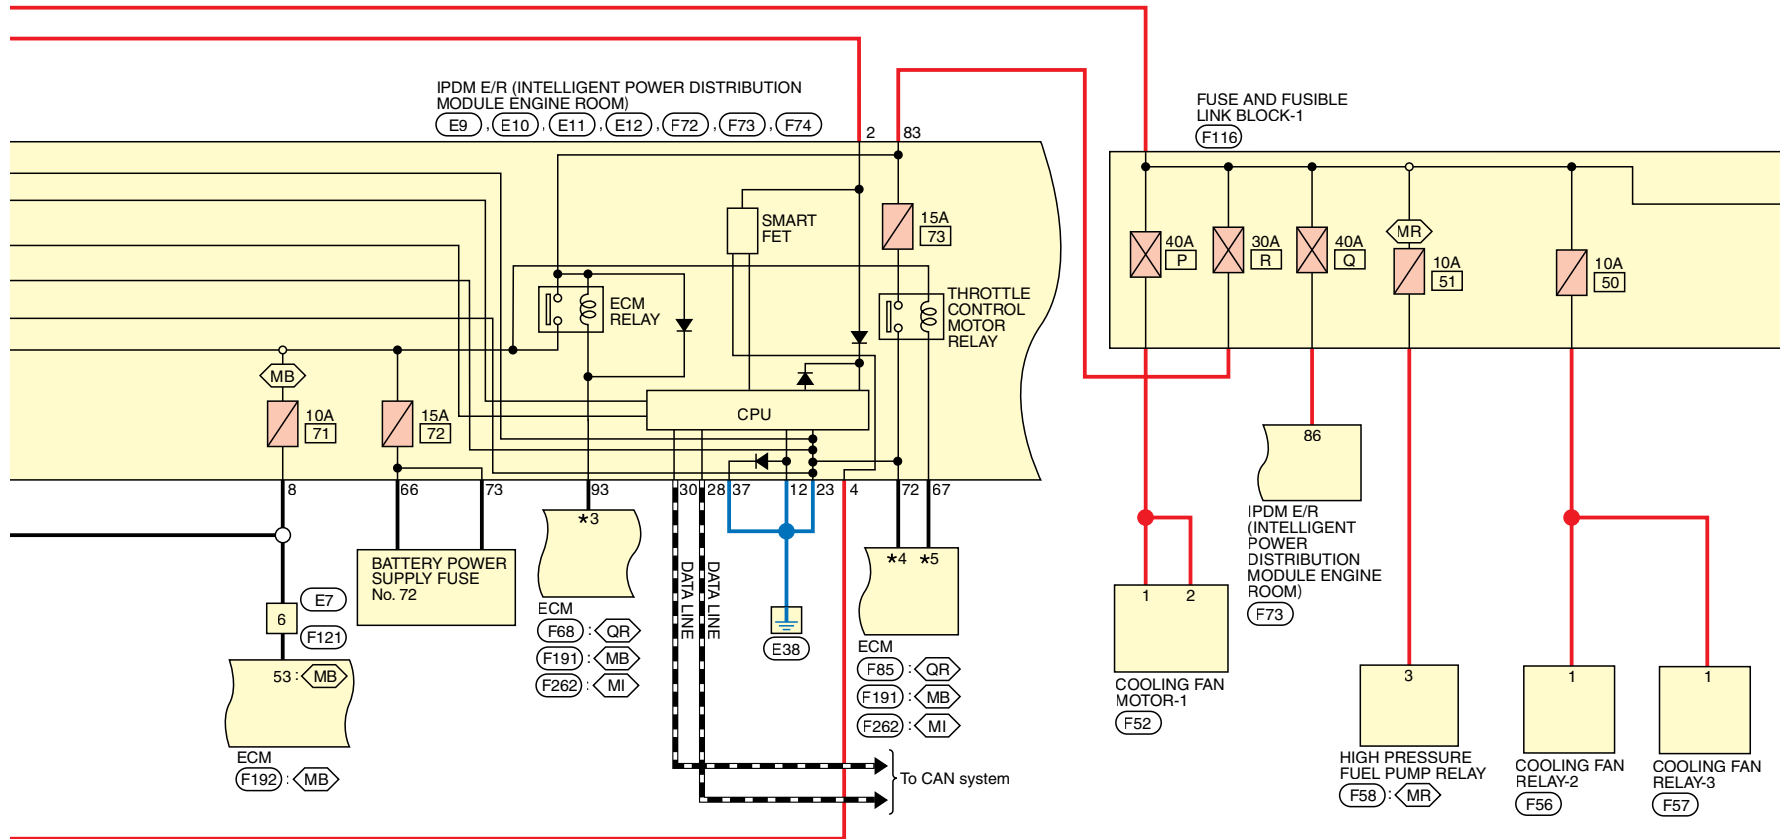 IPDM E/R (INTELLIGENT POWER DISTRIBUTION
MODULE ENGINE ROOM)
E9 , E10 , E11 , E12 , F72 , F73 , F74
2 83
FUSE AND FUSIBLE
LINK BLOCK-1
F116
SMART
FET
15A
73
40A
P
30A
R
40A
Q
MR
10A
51
10A
50
ECM
RELAY
THROTTLE
CONTROL
MOTOR
RELAY
MB
10A
71
15A
72
CPU
8 66 73 93 30 28 37 12 23 4 72 67
86
IPDM E/R
(INTELLIGENT
POWER
DISTRIBUTION
MODULE ENGINE
ROOM)
F73
BATTERY POWER
SUPPLY FUSE
No. 72
*3
ECM
F68 : QR
F191 : MB
F262 : MI
DATA LINE
DATA LINE
E38
*4 *5
ECM
F85 : QR
F191 : MB
F262 : MI
6
E7
F121
53 : MB
ECM
F192 : MB
To CAN system
1 2
COOLING FAN
MOTOR-1
F52
3
HIGH PRESSURE
FUEL PUMP RELAY
F58 : MR
1
COOLING FAN
RELAY-2
F56
1
COOLING FAN
RELAY-3
F57